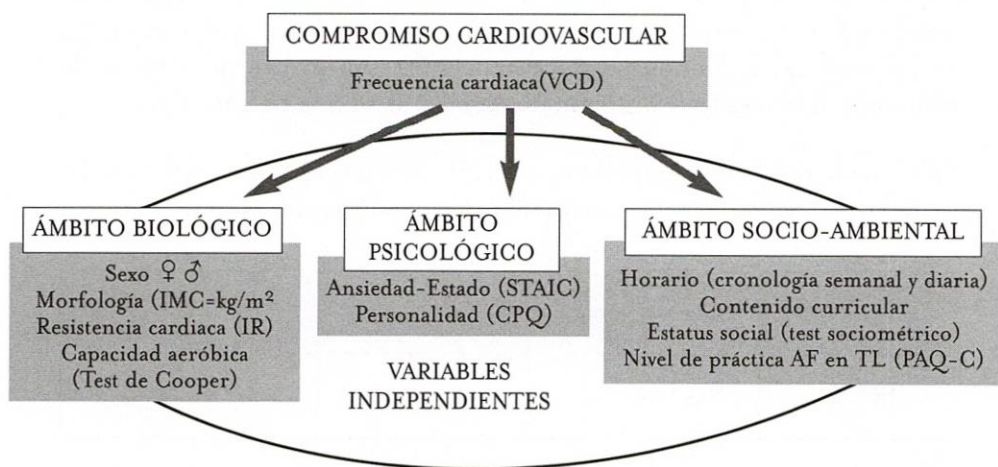 COMPROMISO CARDIOVASCULAR
Frecuencia cardiaca(VCD)
ÁMBITO BIOLÓGICO
Sexo ♀ ♂
Morfología (IMC=kg/m²
Resistencia cardiaca (IR)
Capacidad aeróbica
(Test de Cooper)
ÁMBITO
PSICOLÓGICO
Ansiedad-Estado (STAIC)
Personalidad (CPQ)
VARIABLES
INDEPENDIENTES
ÁMBITO SOCIO-AMBIENTAL
Horario (cronología semanal y diaria)
Contenido curricular
Estatus social (test sociométrico)
Nivel de práctica AF en TL (PAQ-C)